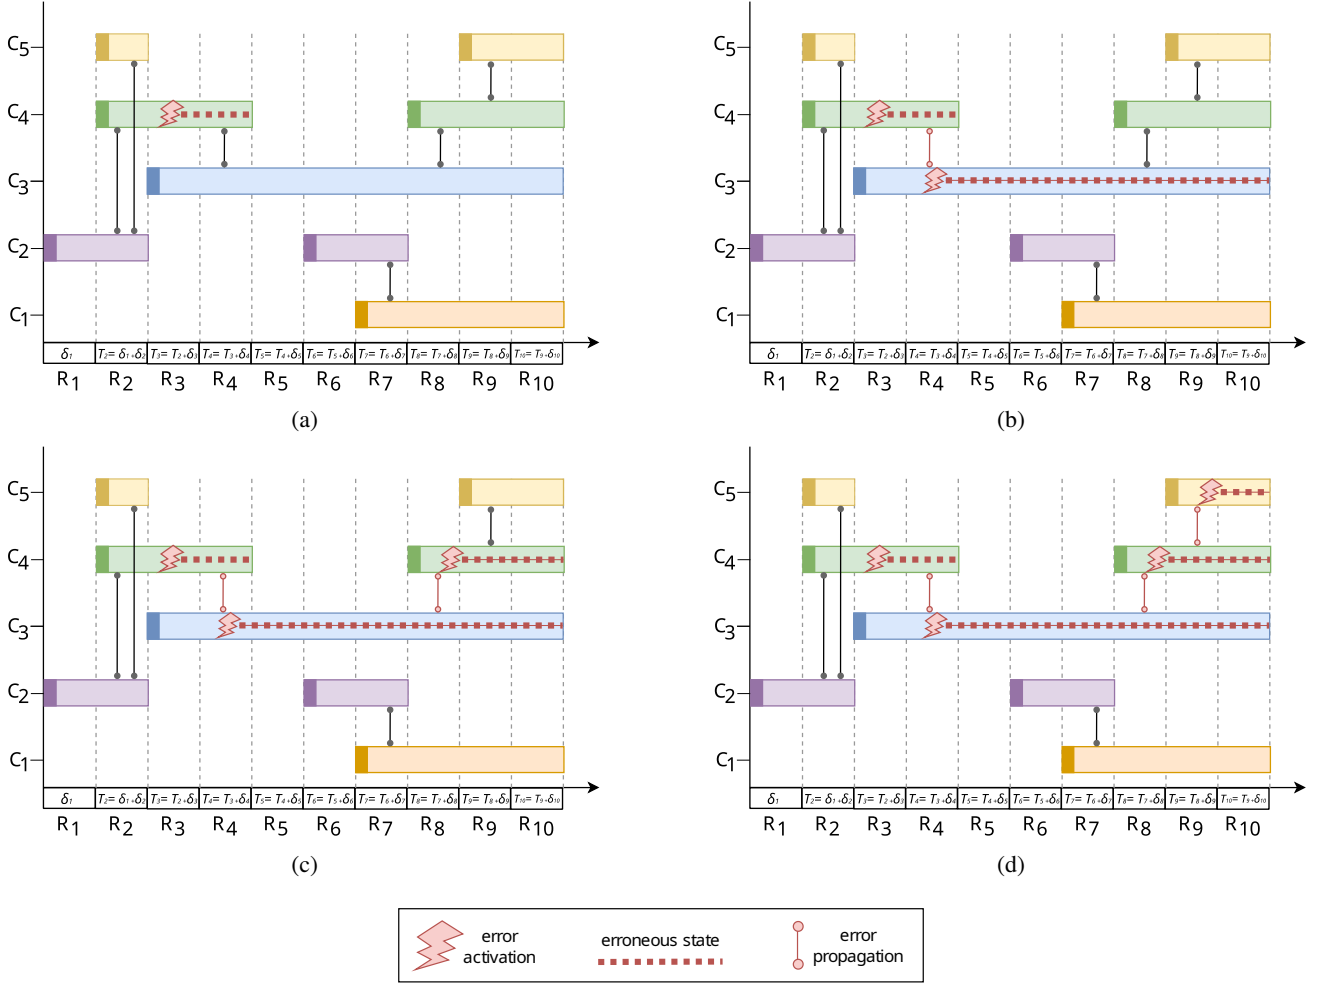 C5
C4
C3
C2
C1
δ1 T2= δ1+δ2 T3= T2+δ3 T4= T3+δ4 T5= T4+δ5 T6= T5+δ6 T7= T6+δ7 T8= T7+δ8 T9= T8+δ9 T10= T9+δ10
R1 R2 R3 R4 R5 R6 R7 R8 R9 R10
(a)
C5
C4
C3
C2
C1
δ1 T2= δ1+δ2 T3= T2+δ3 T4= T3+δ4 T5= T4+δ5 T6= T5+δ6 T7= T6+δ7 T8= T7+δ8 T9= T8+δ9 T10= T9+δ10
R1 R2 R3 R4 R5 R6 R7 R8 R9 R10
(b)
C5
C4
C3
C2
C1
δ1 T2= δ1+δ2 T3= T2+δ3 T4= T3+δ4 T5= T4+δ5 T6= T5+δ6 T7= T6+δ7 T8= T7+δ8 T9= T8+δ9 T10= T9+δ10
R1 R2 R3 R4 R5 R6 R7 R8 R9 R10
(c)
C5
C4
C3
C2
C1
δ1 T2= δ1+δ2 T3= T2+δ3 T4= T3+δ4 T5= T4+δ5 T6= T5+δ6 T7= T6+δ7 T8= T7+δ8 T9= T8+δ9 T10= T9+δ10
R1 R2 R3 R4 R5 R6 R7 R8 R9 R10
(d)
error
activation
erroneous state
error
propagation